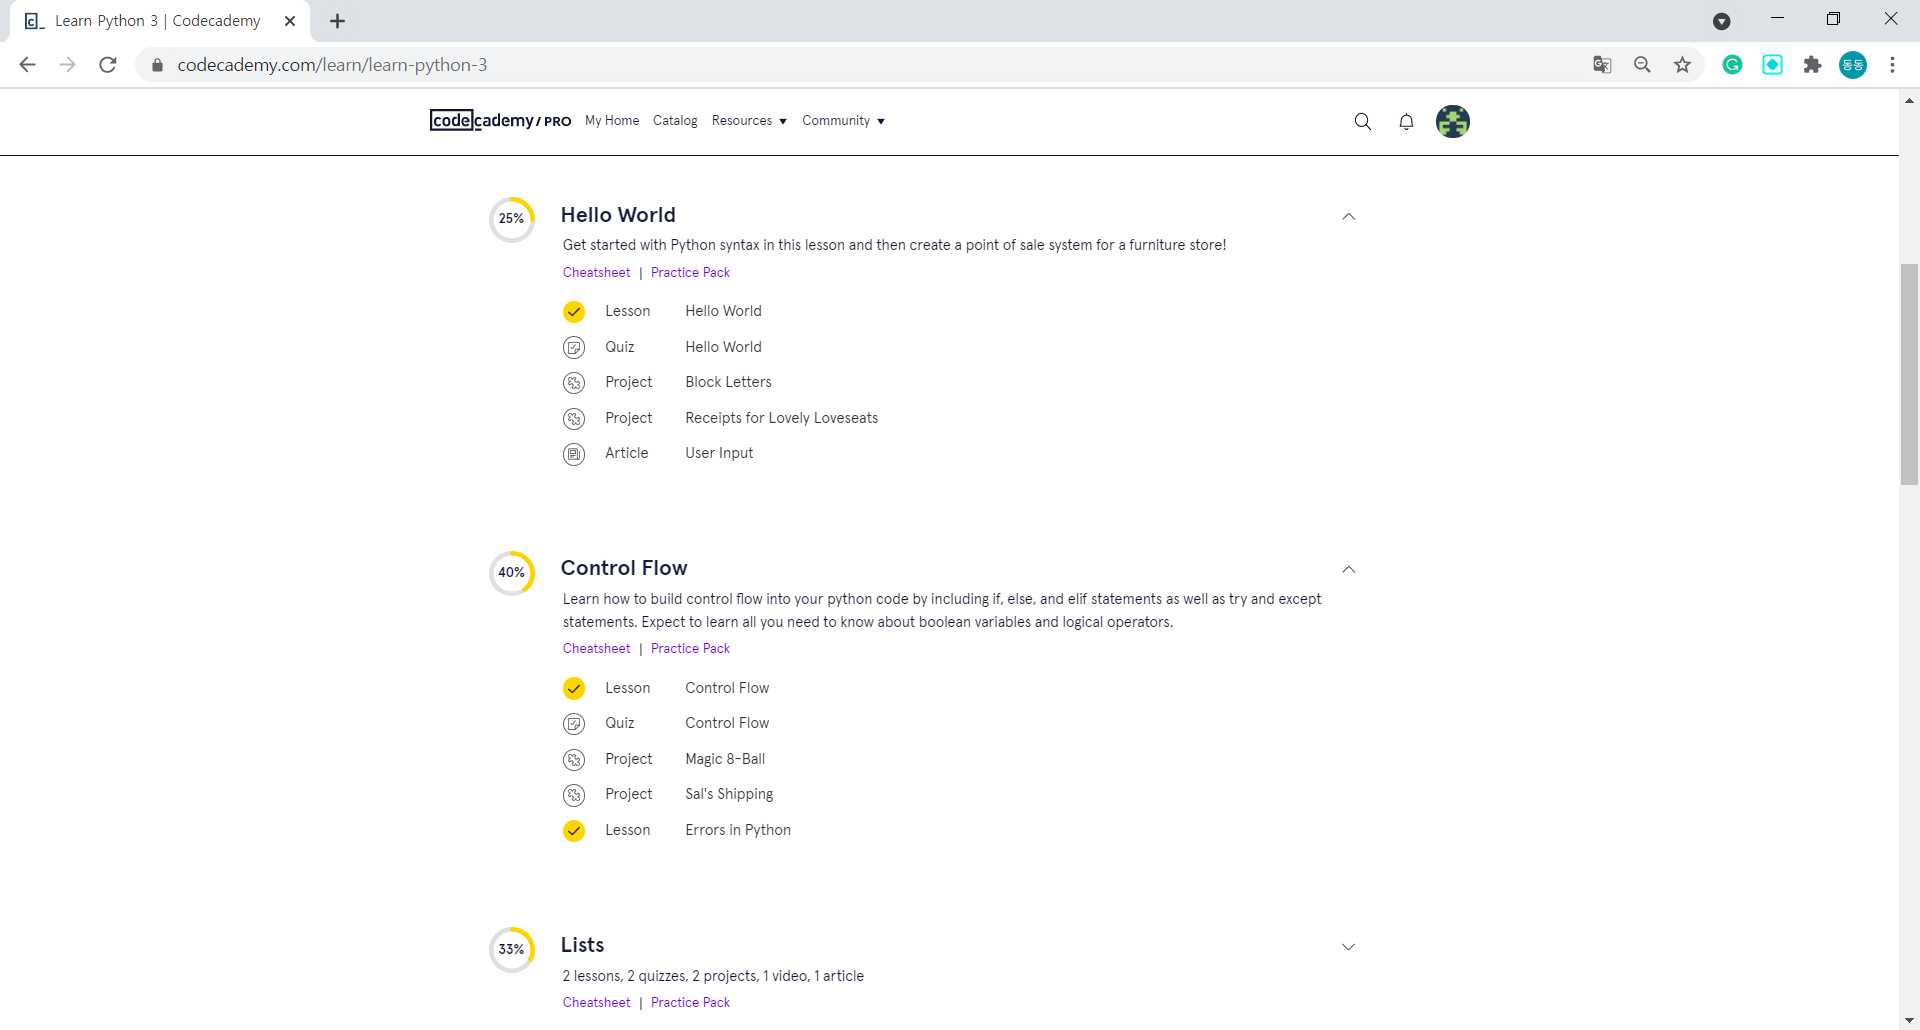 Learn Python 3 | Codecademy
codecademy.com/learn/learn-python-3
동동
codecademy/PRO My Home Catalog Resources Community
25% Hello World
Get started with Python syntax in this lesson and then create a point of sale system for a furniture store!
Cheatsheet | Practice Pack
Lesson Hello World
Quiz Hello World
Project Block Letters
Project Receipts for Lovely Loveseats
Article User Input
40% Control Flow
Learn how to build control flow into your python code by including if, else, and elif statements as well as try and except
statements. Expect to learn all you need to know about boolean variables and logical operators.
Cheatsheet | Practice Pack
Lesson Control Flow
Quiz Control Flow
Project Magic 8-Ball
Project Sal's Shipping
Lesson Errors in Python
33% Lists
2 lessons, 2 quizzes, 2 projects, 1 video, 1 article
Cheatsheet | Practice Pack